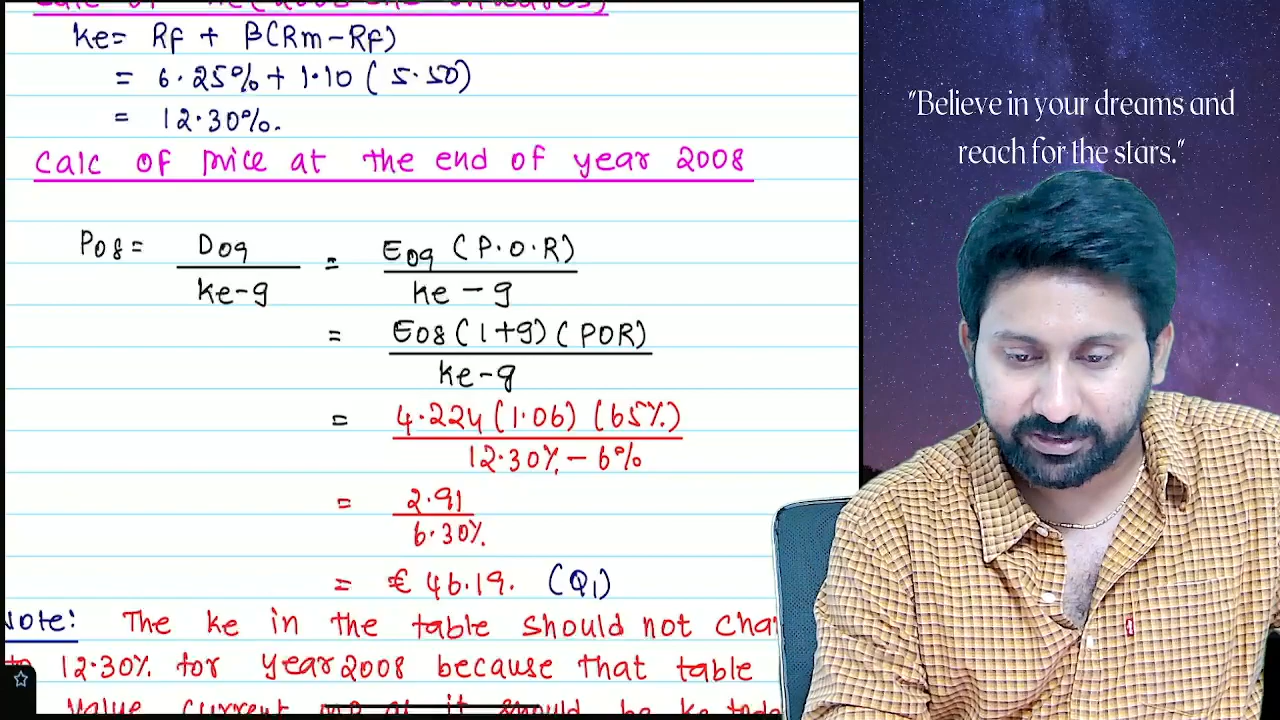 ke= Rf + β(Rm-Rf)
= 6.25% + 1.10 (5.50)
= 12.30%.
Calc of price at the end of year 2008
P08 = D09 / ke-g = E09 (P.O.R) / ke - g
= E08 (1+g) (POR) / ke-g
= 4.224 (1.06) (65%) / 12.30% - 6%
= 2.91 / 6.30%
= € 46.19. (Q1)
Note: The ke in the table should not
12.30% for year 2008 because that table
value current
"Believe in your dreams and
reach for the stars."